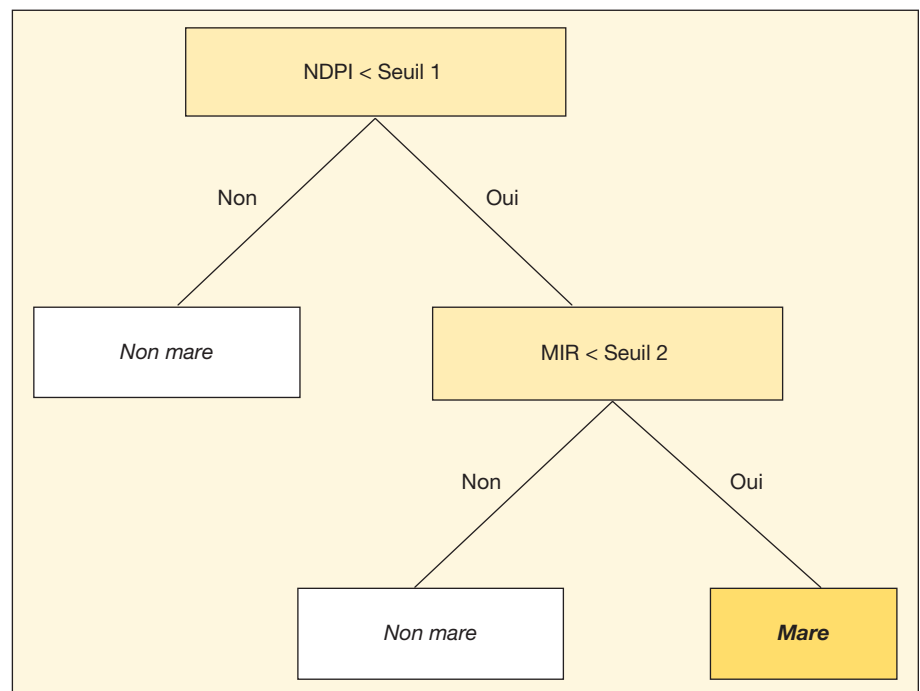 NDPI < Seuil 1
Non
Oui
Non mare
MIR < Seuil 2
Non
Oui
Non mare
Mare